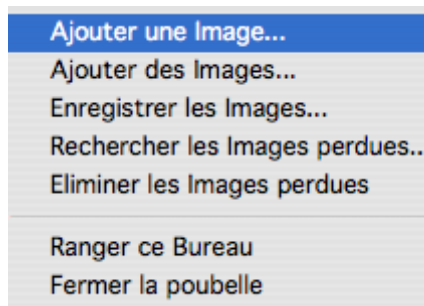 Ajouter une Image...
Ajouter des Images...
Enregistrer les Images...
Rechercher les Images perdues..
Eliminer les Images perdues
Ranger ce Bureau
Fermer la poubelle